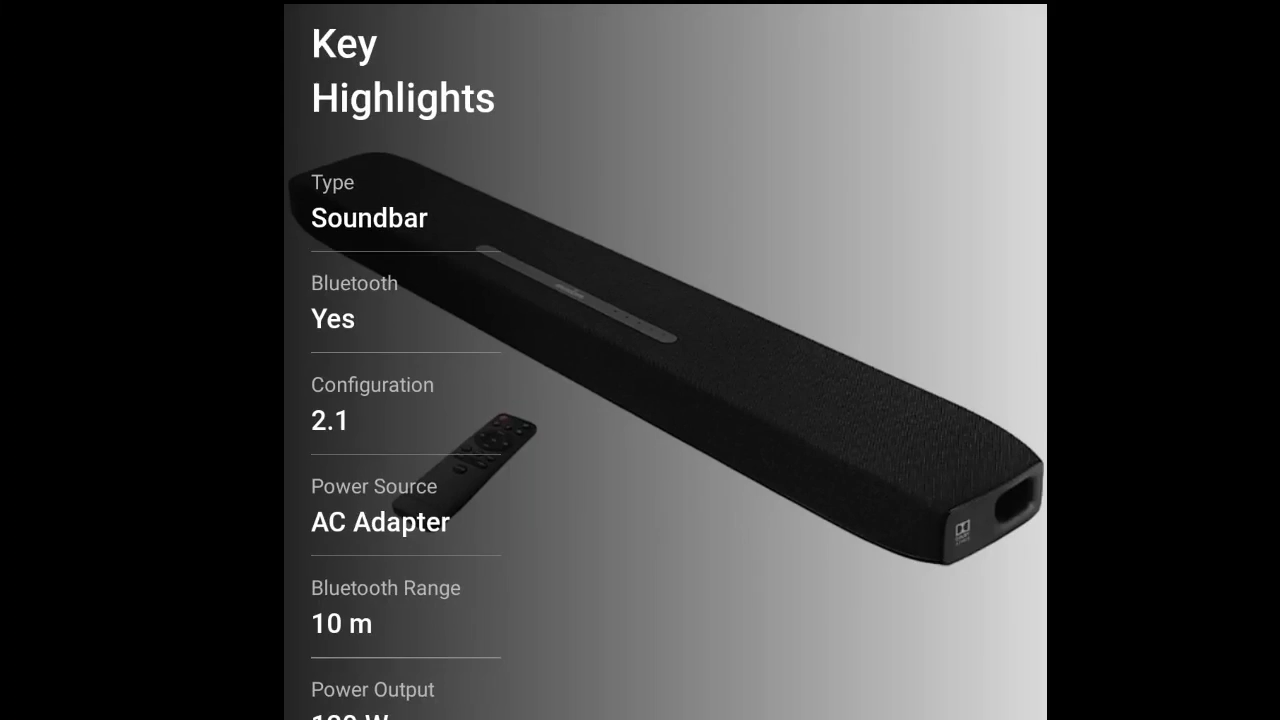 Key
Highlights
Type
Soundbar
Bluetooth
Yes
Configuration
2.1
Power Source
AC Adapter
Bluetooth Range
10 m
Power Output